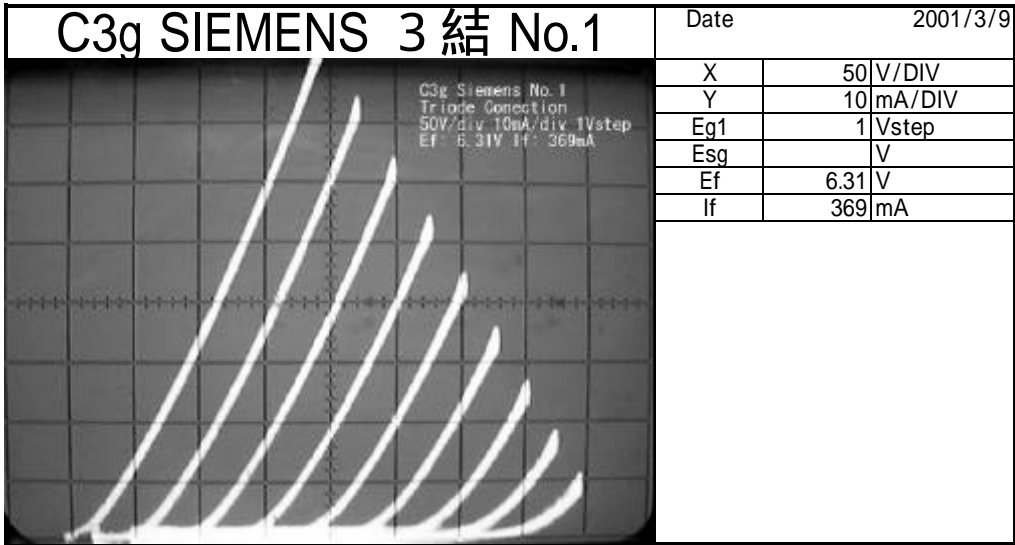 C3g SIEMENS 3結 No.1
Date 2001/3/9
C3g Siemens No.1
Triode Conection
50V/div 10mA/div 1Vstep
Ef: 6.31V If: 369mA
X 50 V/DIV
Y 10 mA/DIV
Eg1 1 Vstep
Esg V
Ef 6.31 V
If 369 mA